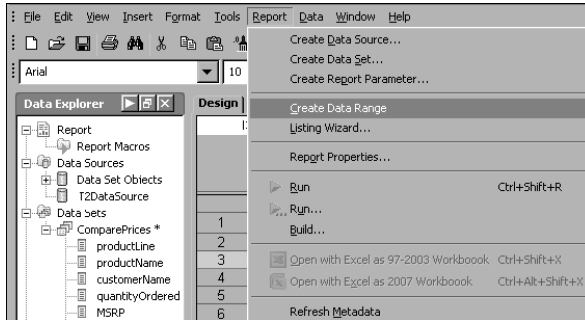 File Edit View Insert Format Tools Report Data Window Help
Arial 10
Data Explorer
Design
Report
Report Macros
Data Sources
Data Set Objects
T2DataSource
Data Sets
ComparePrices *
productLine
productName
customerName
quantityOrdered
MSRP
1
2
3
4
5
6
Create Data Source...
Create Data Set...
Create Report Parameter...
Create Data Range
Listing Wizard...
Report Properties...
Run Ctrl+Shift+R
Run...
Build...
Open with Excel as 97-2003 Workboook Ctrl+Shift+X
Open with Excel as 2007 Workboook Ctrl+Alt+Shift+X
Refresh Metadata